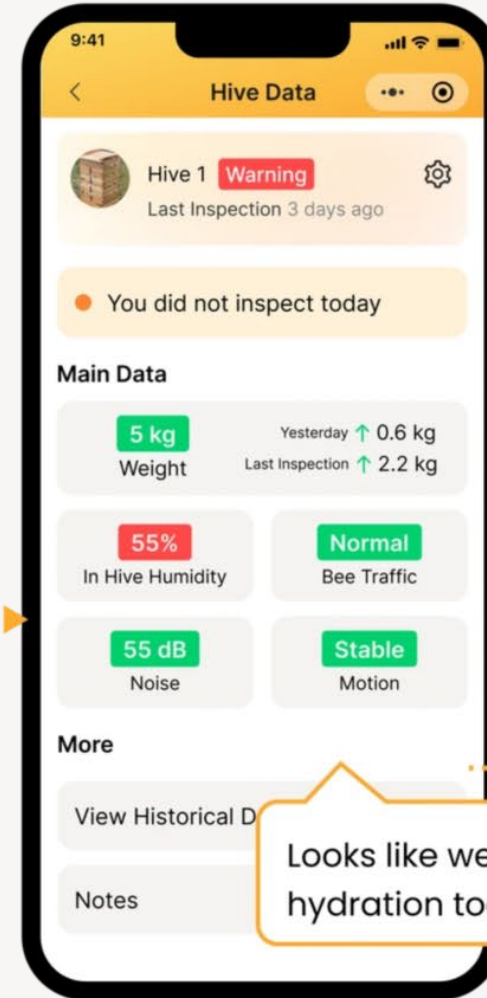 9:41
Hive Data
Hive 1 Warning
Last Inspection 3 days ago
You did not inspect today
Main Data
5 kg
Weight
Yesterday ↑ 0.6 kg
Last Inspection ↑ 2.2 kg
55%
In Hive Humidity
Normal
Bee Traffic
55 dB
Noise
Stable
Motion
More
View Historical D
Notes
Looks like we
hydration to